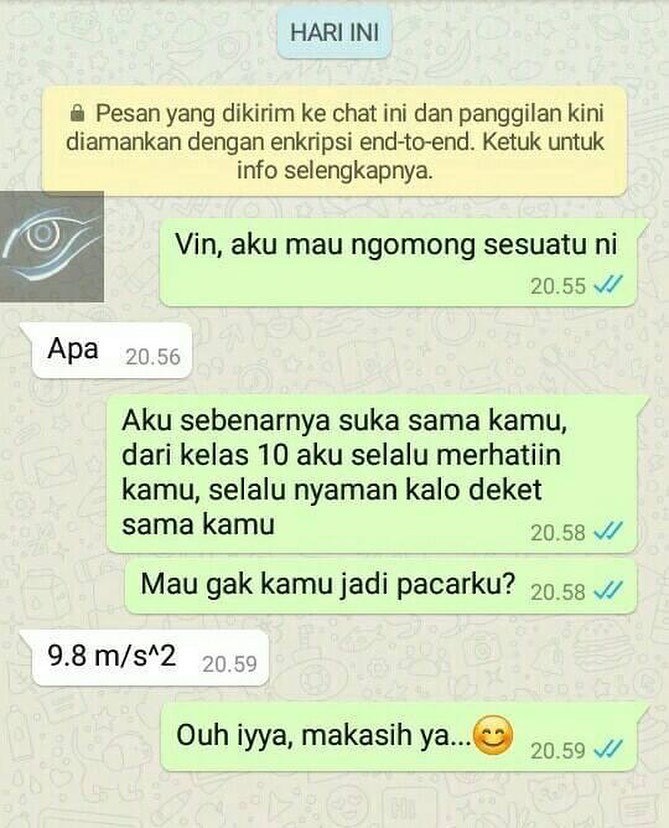 HARI INI
Pesan yang dikirim ke chat ini dan panggilan kini
diamankan dengan enkripsi end-to-end. Ketuk untuk
info selengkapnya.
Vin, aku mau ngomong sesuatu ni
20.55
Apa 20.56
Aku sebenarnya suka sama kamu,
dari kelas 10 aku selalu merhatiin
kamu, selalu nyaman kalo deket
sama kamu 20.58
Mau gak kamu jadi pacarku? 20.58
9.8 m/s^2 20.59
Ouh iyya, makasih ya...😊 20.59